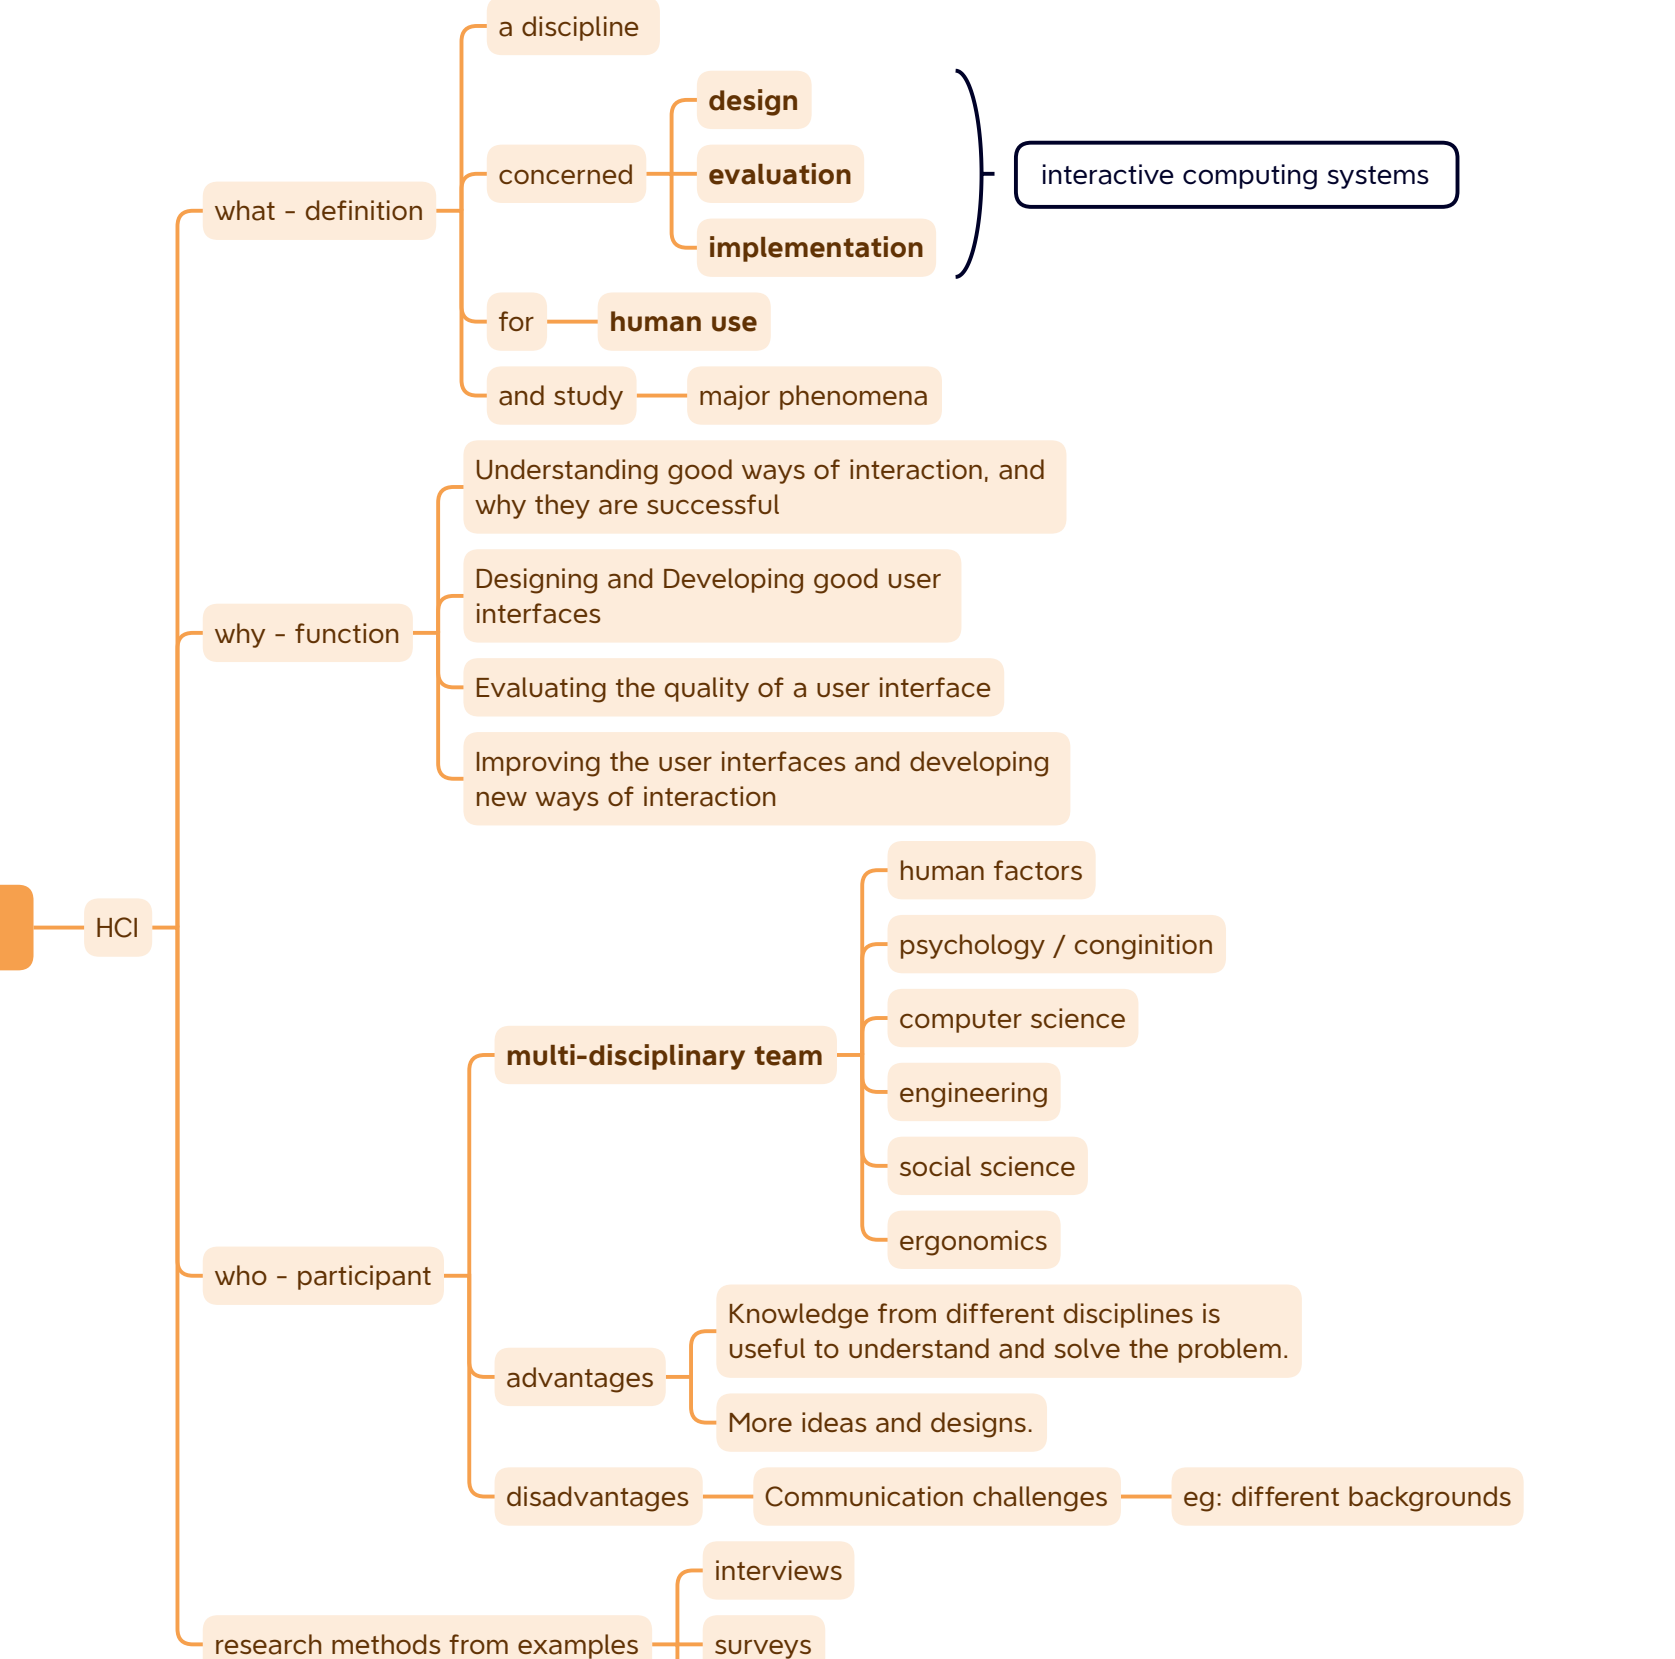 a discipline
design
concerned
evaluation
interactive computing systems
implementation
what - definition
for
human use
and study
major phenomena
Understanding good ways of interaction, and
why they are successful
Designing and Developing good user
interfaces
why - function
Evaluating the quality of a user interface
Improving the user interfaces and developing
new ways of interaction
HCI
human factors
psychology / conginition
computer science
multi-disciplinary team
engineering
social science
ergonomics
who - participant
Knowledge from different disciplines is
useful to understand and solve the problem.
advantages
More ideas and designs.
disadvantages
Communication challenges
eg: different backgrounds
interviews
research methods from examples
surveys